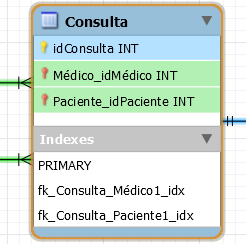 Consulta
idConsulta INT
Médico_idMédico INT
Paciente_idPaciente INT
Indexes
PRIMARY
fk_Consulta_Médico1_idx
fk_Consulta_Paciente1_idx